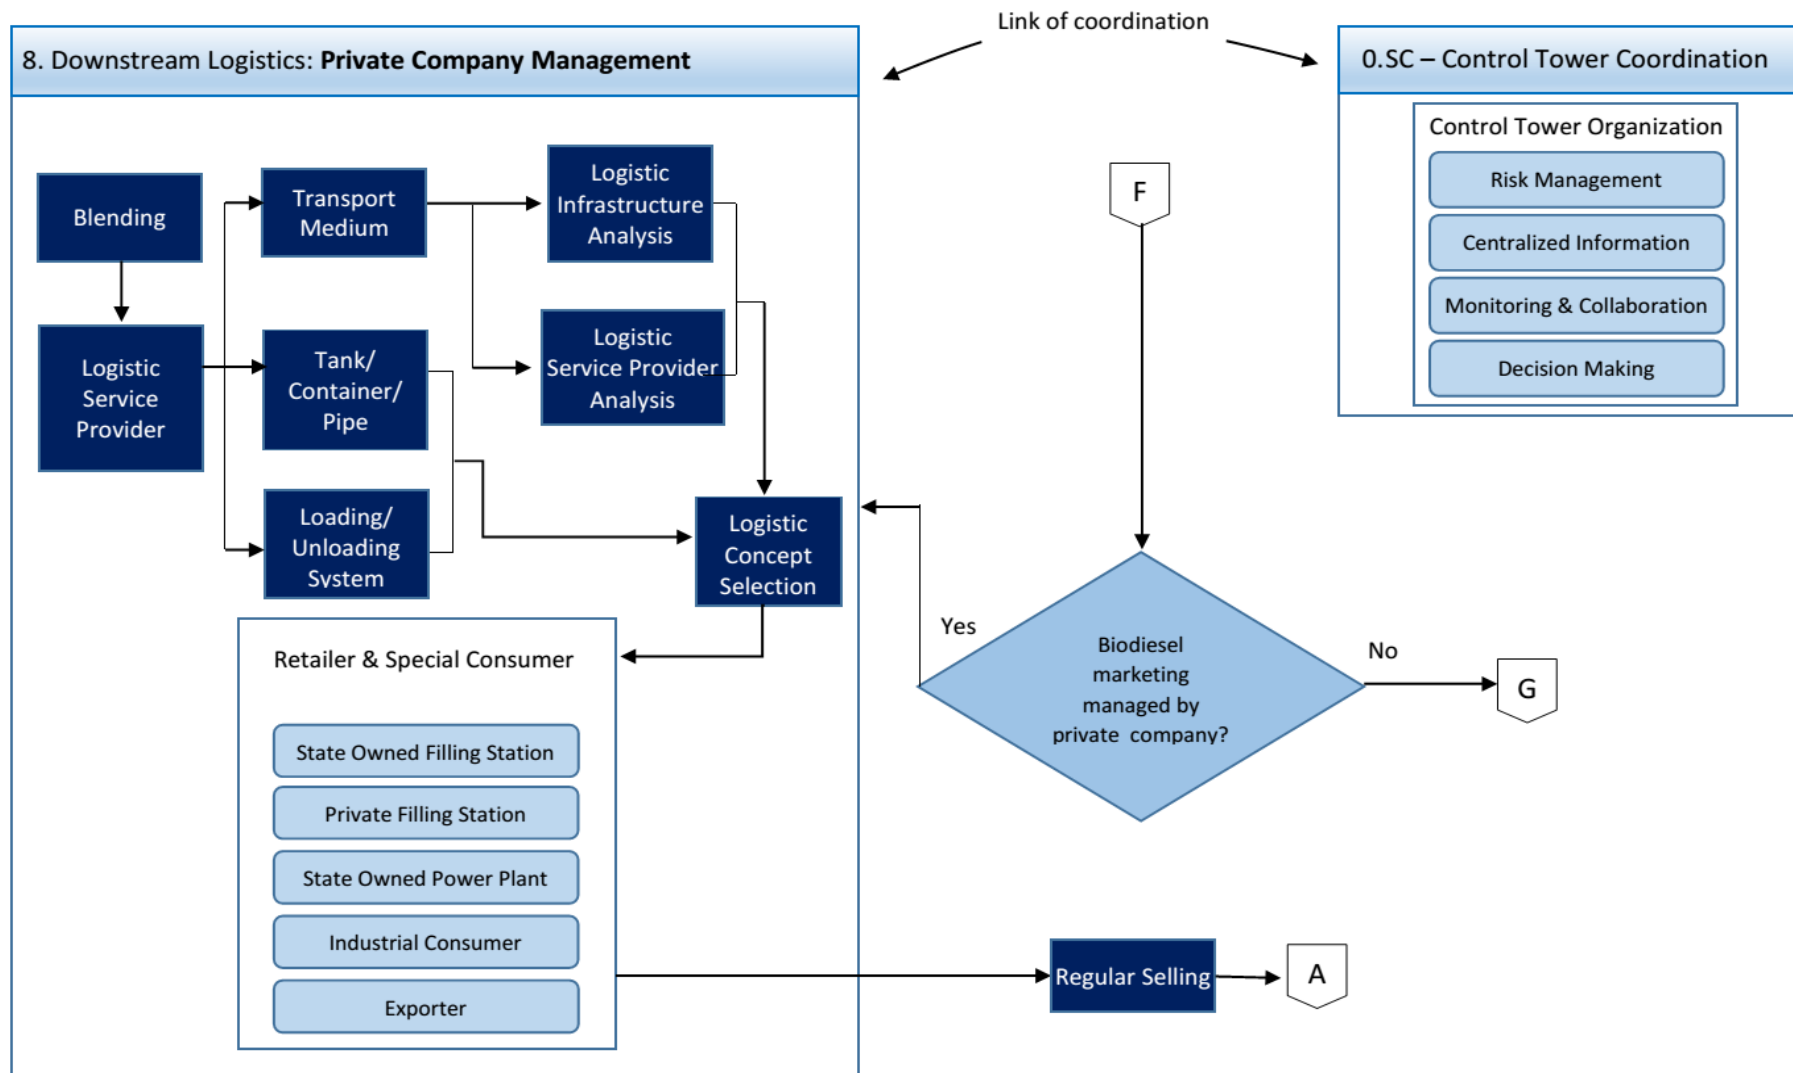 Link of coordination
8. Downstream Logistics: Private Company Management
0.SC – Control Tower Coordination
Control Tower Organization
Risk Management
Centralized Information
Monitoring & Collaboration
Decision Making
Blending
Transport
Medium
Logistic
Infrastructure
Analysis
Logistic
Service
Provider
Tank/
Container/
Pipe
Logistic
Service Provider
Analysis
Loading/
Unloading
System
Logistic
Concept
Selection
Retailer & Special Consumer
State Owned Filling Station
Private Filling Station
State Owned Power Plant
Industrial Consumer
Exporter
F
Yes
Biodiesel
marketing
managed by
private company?
No
G
Regular Selling
A